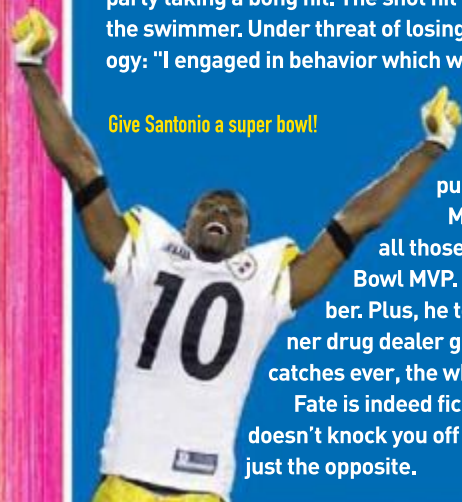 party taking a bong hit. The shot hit
the swimmer. Under threat of losing
ogy: "I engaged in behavior which w
Give Santonio a super bowl!
pu
M
all those
Bowl MVP.
ber. Plus, he t
ner drug dealer g
catches ever, the w
Fate is indeed fic
doesn't knock you off
just the opposite.
10